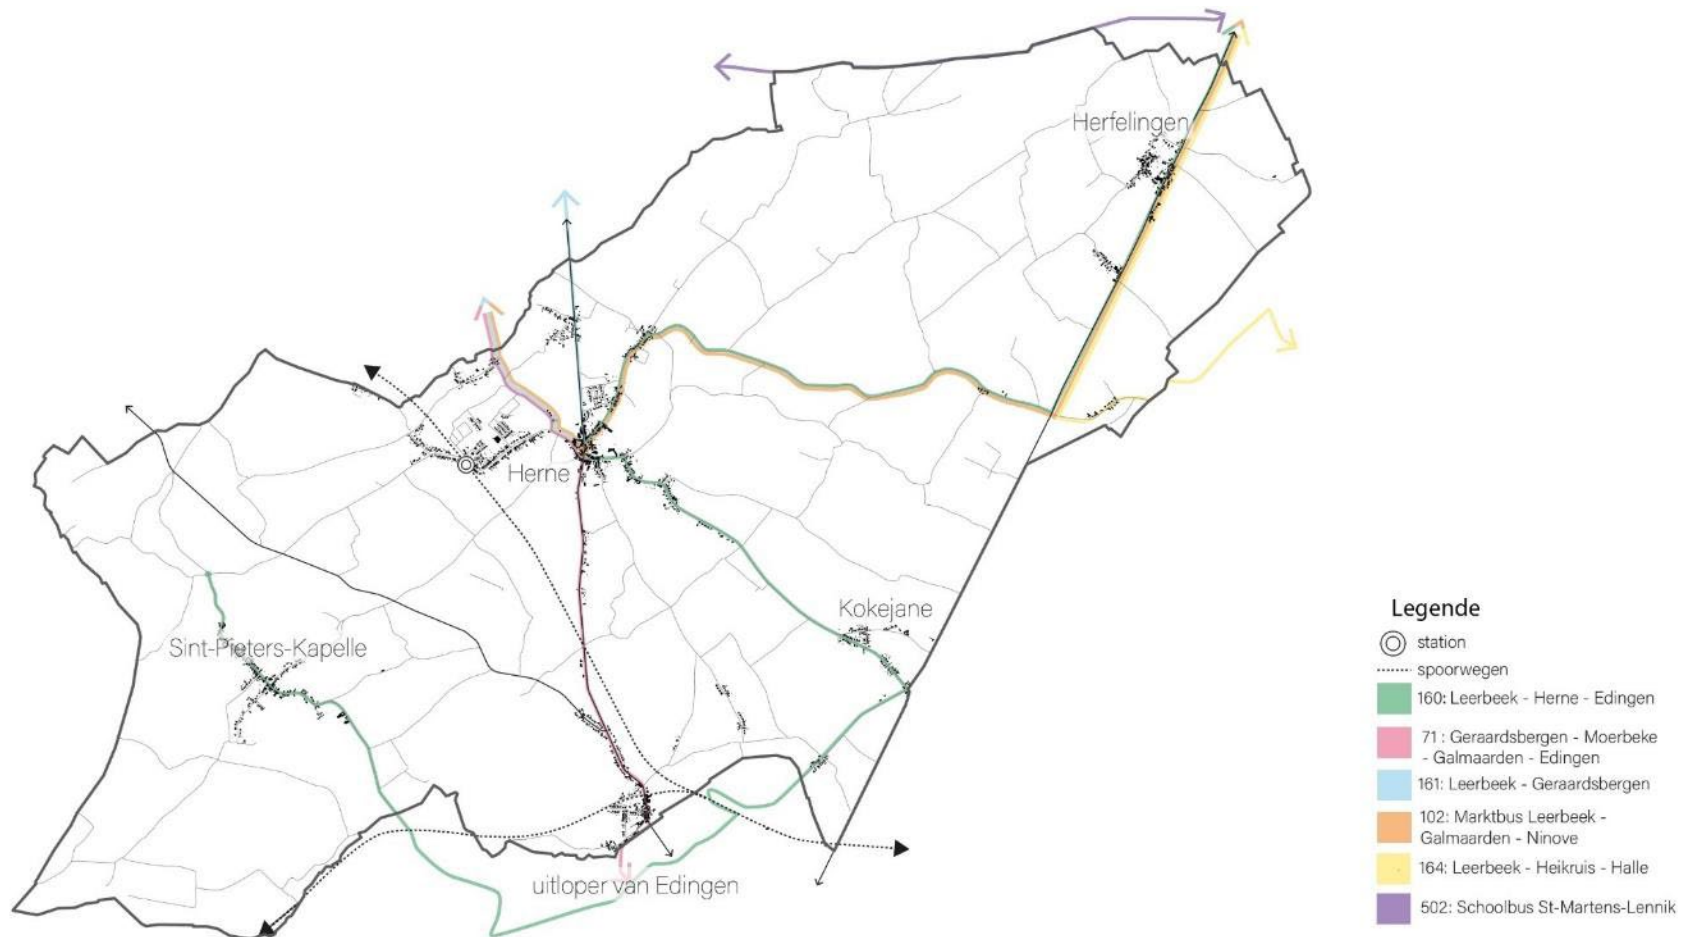 Herfelingen
Herne
Kokejane
Sint-Pieters-Kapelle
uitloper van Edingen
Legende
station
spoorwegen
160: Leerbeek - Herne - Edingen
71 : Geraardsbergen - Moerbeke
- Galmaarden - Edingen
161: Leerbeek - Geraardsbergen
102: Marktbus Leerbeek -
Galmaarden - Ninove
164: Leerbeek - Heikruis - Halle
502: Schoolbus St-Martens-Lennik